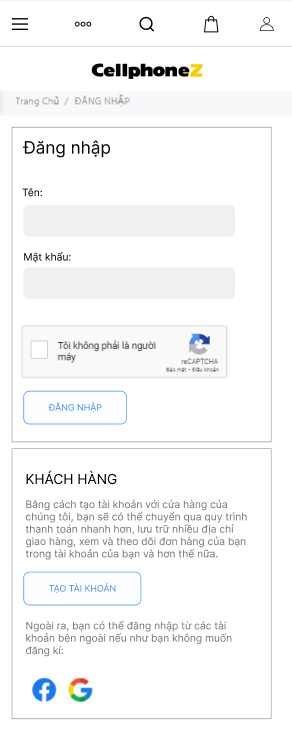 CellphoneZ
Trang Chủ / ĐĂNG NHẬP
Đăng nhập
Tên:
Mật khẩu:
Tôi không phải là người
máy
reCAPTCHA
Bảo mật - Điều khoản
ĐĂNG NHẬP
KHÁCH HÀNG
Bằng cách tạo tài khoản với cửa hàng của
chúng tôi, bạn sẽ có thể chuyển qua quy trình
thanh toán nhanh hơn, lưu trữ nhiều địa chỉ
giao hàng, xem và theo dõi đơn hàng của bạn
trong tài khoản của bạn và hơn thế nữa.
TẠO TÀI KHOẢN
Ngoài ra, bạn có thể đăng nhập từ các tài
khoản bên ngoài nếu như bạn không muốn
đăng kí: